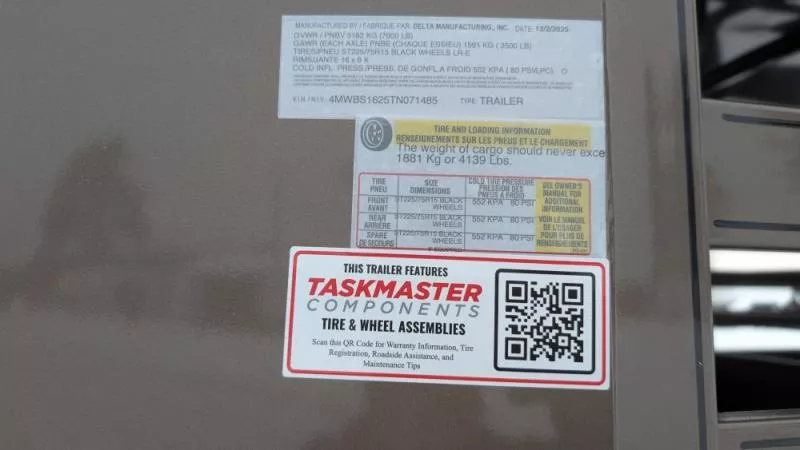 MANUFACTURED BY / FABRIQUE PAR: DELTA MANUFACTURING., INC. DATE: 12/2/2025
GVWR / PNBV 3182 KG (7000 LB)
GAWR (EACH AXLE) PNBE (CHAQUE ESSIEU) 1591 KG ( 3500 LB)
TIRES/PNEU ST225/75R15 BLACK WHEELS LR-E
RIMS/JANTE 16 x 6 K
COLD INFL. PRESS./PRESS. DE GONFL.A FROID 552 KPA ( 80 PSI/LPC) O
V.I.N / N.I.V.: 4MWBS1625TN071485 TYPE: TRAILER
TIRE AND LOADING INFORMATION
RENSEIGNEMENTS SUR LES PNEUS ET LE CHARGEMENT
The weight of cargo should never exce
1881 Kg or 4139 Lbs.
TIRE PNEU
SIZE DIMENSIONS
COLD TIRE PRESSURE PRESSION DES PNEUS A FROID
SEE OWNER'S MANUAL FOR ADDITIONAL INFORMATION
VOIR LE MANUEL DE L'USAGER POUR PLUS DE RENSEIGNEMENTS
FRONT AVANT ST225/75R15 BLACK WHEELS 552 KPA 80 PSI
REAR ARRIÈRE ST225/75R15 BLACK WHEELS 552 KPA 80 PSI
SPARE DE SECOURS ST225/75R15 BLACK WHEELS 552 KPA 80 PSI
IF EQUIPPED
THIS TRAILER FEATURES
TASKMASTER
COMPONENTS
TIRE & WHEEL ASSEMBLIES
Scan this QR Code for Warranty Information, Tire
Registration, Roadside Assistance, and
Maintenance Tips